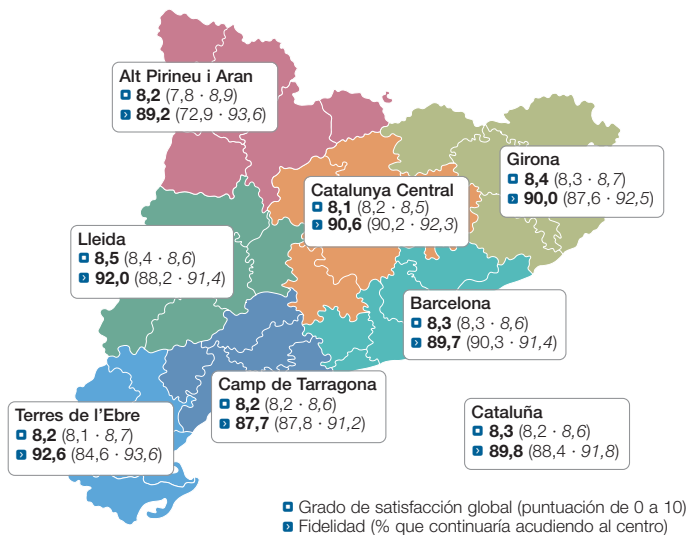 Alt Pirineu i Aran
8,2 (7,8 · 8,9)
89,2 (72,9 · 93,6)
Girona
8,4 (8,3 · 8,7)
90,0 (87,6 · 92,5)
Catalunya Central
8,1 (8,2 · 8,5)
90,6 (90,2 · 92,3)
Lleida
8,5 (8,4 · 8,6)
92,0 (88,2 · 91,4)
Barcelona
8,3 (8,3 · 8,6)
89,7 (90,3 · 91,4)
Camp de Tarragona
8,2 (8,2 · 8,6)
87,7 (87,8 · 91,2)
Terres de l’Ebre
8,2 (8,1 · 8,7)
92,6 (84,6 · 93,6)
Cataluña
8,3 (8,2 · 8,6)
89,8 (88,4 · 91,8)
Grado de satisfacción global (puntuación de 0 a 10)
Fidelidad (% que continuaría acudiendo al centro)